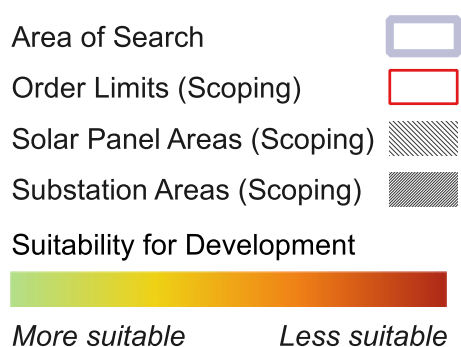 Area of Search
Order Limits (Scoping)
Solar Panel Areas (Scoping)
Substation Areas (Scoping)
Suitability for Development
More suitable Less suitable